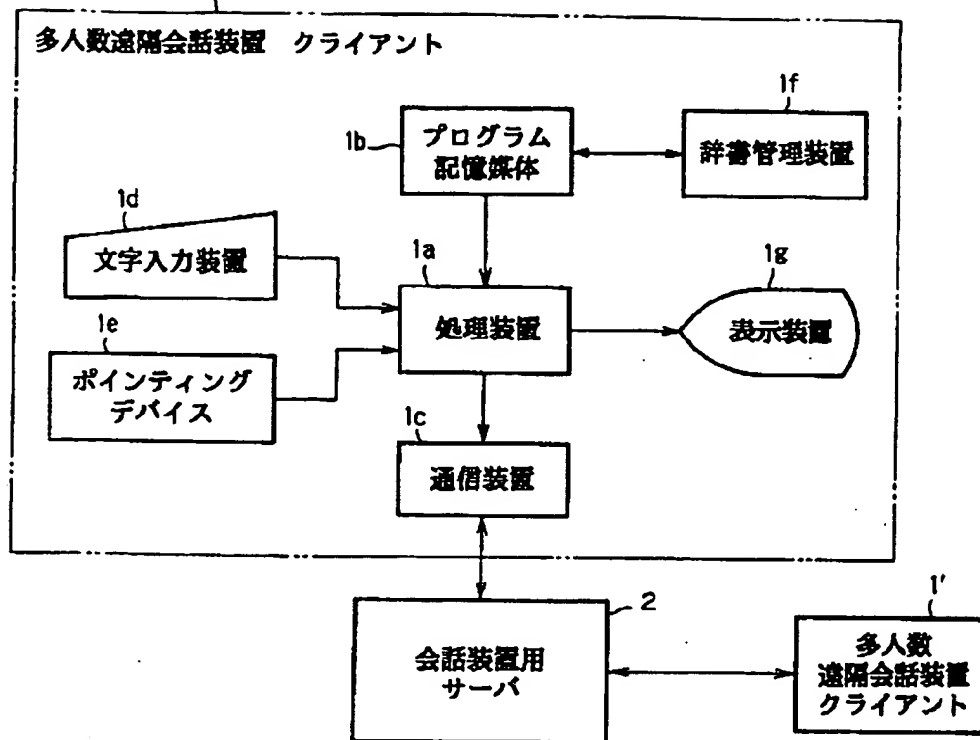 多人数遠隔会話装置 クライアント
1f
1b
プログラム
記憶媒体
辞書管理装置
1d
文字入力装置
1a
処理装置
1g
表示装置
1e
ポインティング
デバイス
1c
通信装置
2
会話装置用
サーバ
1′
多人数
遠隔会話装置
クライアント